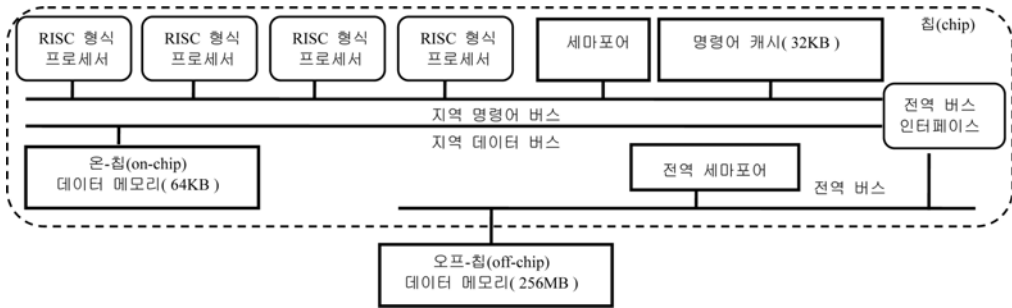 칩(chip)
RISC 형식
프로세서
RISC 형식
프로세서
RISC 형식
프로세서
RISC 형식
프로세서
세마포어
명령어 캐시( 32KB )
지역 명령어 버스
지역 데이터 버스
전역 버스
인터페이스
온-칩(on-chip)
데이터 메모리( 64KB )
전역 세마포어
전역 버스
오프-칩(off-chip)
데이터 메모리( 256MB )